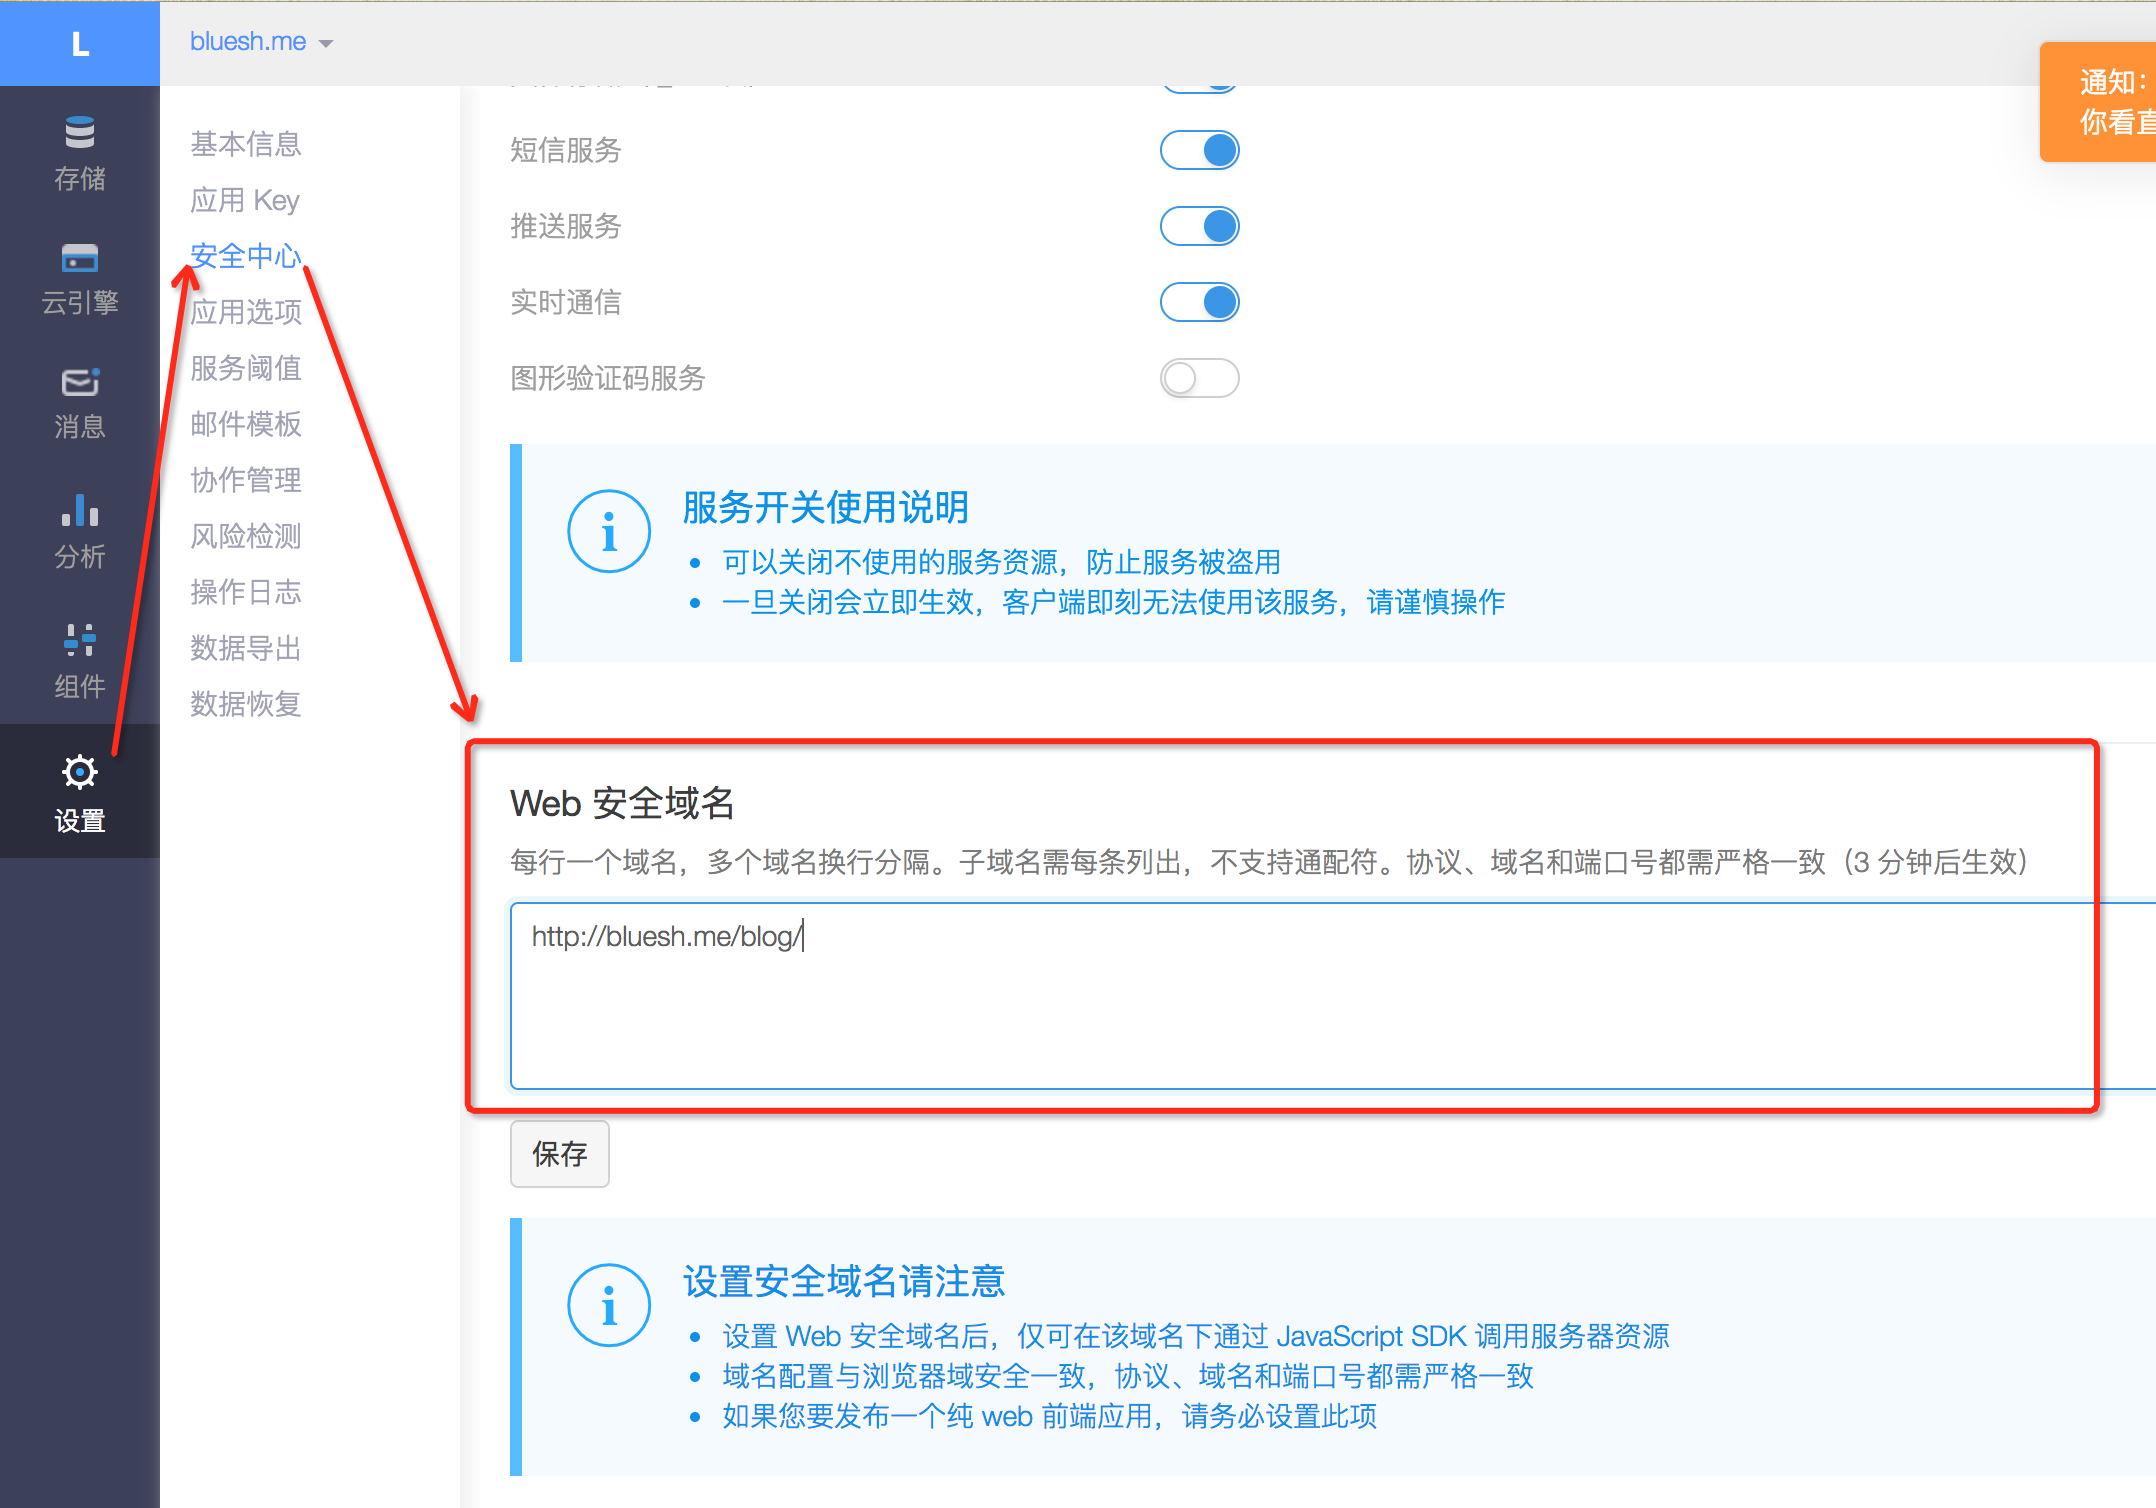 L
bluesh.me
通知：
你看直
存储
云引擎
消息
分析
组件
设置
基本信息
应用 Key
安全中心
应用选项
服务阈值
邮件模板
协作管理
风险检测
操作日志
数据导出
数据恢复
短信服务
推送服务
实时通信
图形验证码服务
服务开关使用说明
可以关闭不使用的服务资源，防止服务被盗用
一旦关闭会立即生效，客户端即刻无法使用该服务，请谨慎操作
Web 安全域名
每行一个域名，多个域名换行分隔。子域名需每条列出，不支持通配符。协议、域名和端口号都需严格一致（3 分钟后生效）
http://bluesh.me/blog/
保存
设置安全域名请注意
设置 Web 安全域名后，仅可在该域名下通过 JavaScript SDK 调用服务器资源
域名配置与浏览器域安全一致，协议、域名和端口号都需严格一致
如果您要发布一个纯 web 前端应用，请务必设置此项